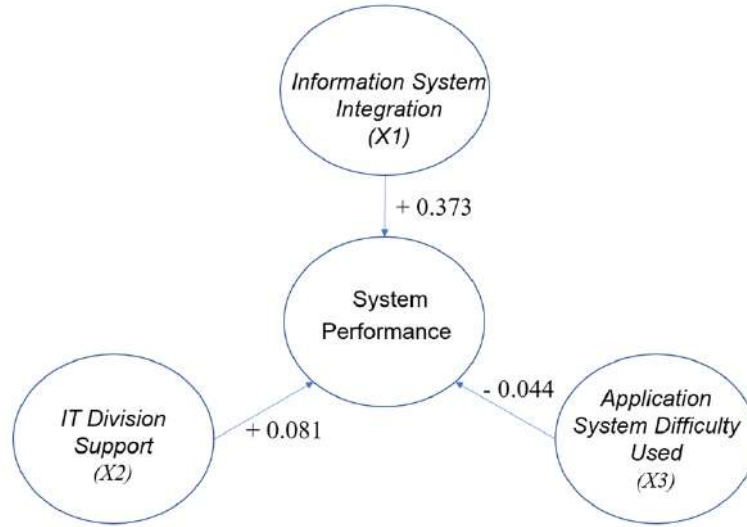 Information System
Integration
(X1)
+ 0.373
System
Performance
IT Division
Support
(X2)
+ 0.081
- 0.044
Application
System Difficulty
Used
(X3)